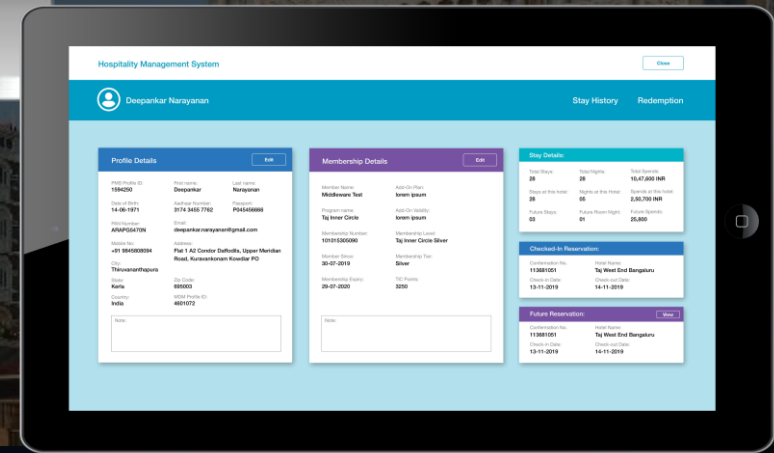 Hospitality Management System
Close
Deepankar Narayanan
Stay History
Redemption
Profile Details
Edit
PMS Profile ID:
First name:
Last name:
1594250
Deepankar
Narayanan
Date of Birth:
Aadhaar Number:
Passport:
14-06-1971
3174 3455 7762
P045456666
PAN Number:
Email:
ARAPG5470N
deepankar.narayanan@gmail.com
Mobile No:
Address:
+91 9845808094
Flat 1 A2 Condor Daffodils, Upper Meridian
Road, Kuravankonam Kowdiar PO
City:
Thiruvananthapura
State:
Zip Code:
Kerla
695003
Country:
MDM Profile ID:
India
4601072
Note:
Membership Details
Edit
Member Name:
Add-On Plan:
Middleware Test
lorem ipsum
Program name:
Add-On Validity:
Taj Inner Circle
lorem ipsum
Membership Number:
Membership Level:
101015305090
Taj Inner Circle Silver
Member Since:
Membership Tier:
30-07-2019
Silver
Membership Expiry:
TIC Points:
29-07-2020
3250
Note:
Stay Details:
Total Stays:
Total Nights:
Total Spends:
28
28
10,47,600 INR
Stays at this hotel:
Nights at this Hotel:
Spends at this hotel:
28
05
2,50,700 INR
Future Stays:
Future Room Night:
Future Spends:
03
01
25,800
Checked-In Reservation:
Confermation No.
Hotel Name:
113681051
Taj West End Bangaluru
Check-in Date:
Check-out Date:
13-11-2019
14-11-2019
Future Reservation:
View
Confermation No.
Hotel Name:
113681051
Taj West End Bangaluru
Check-in Date:
Check-out Date:
13-11-2019
14-11-2019